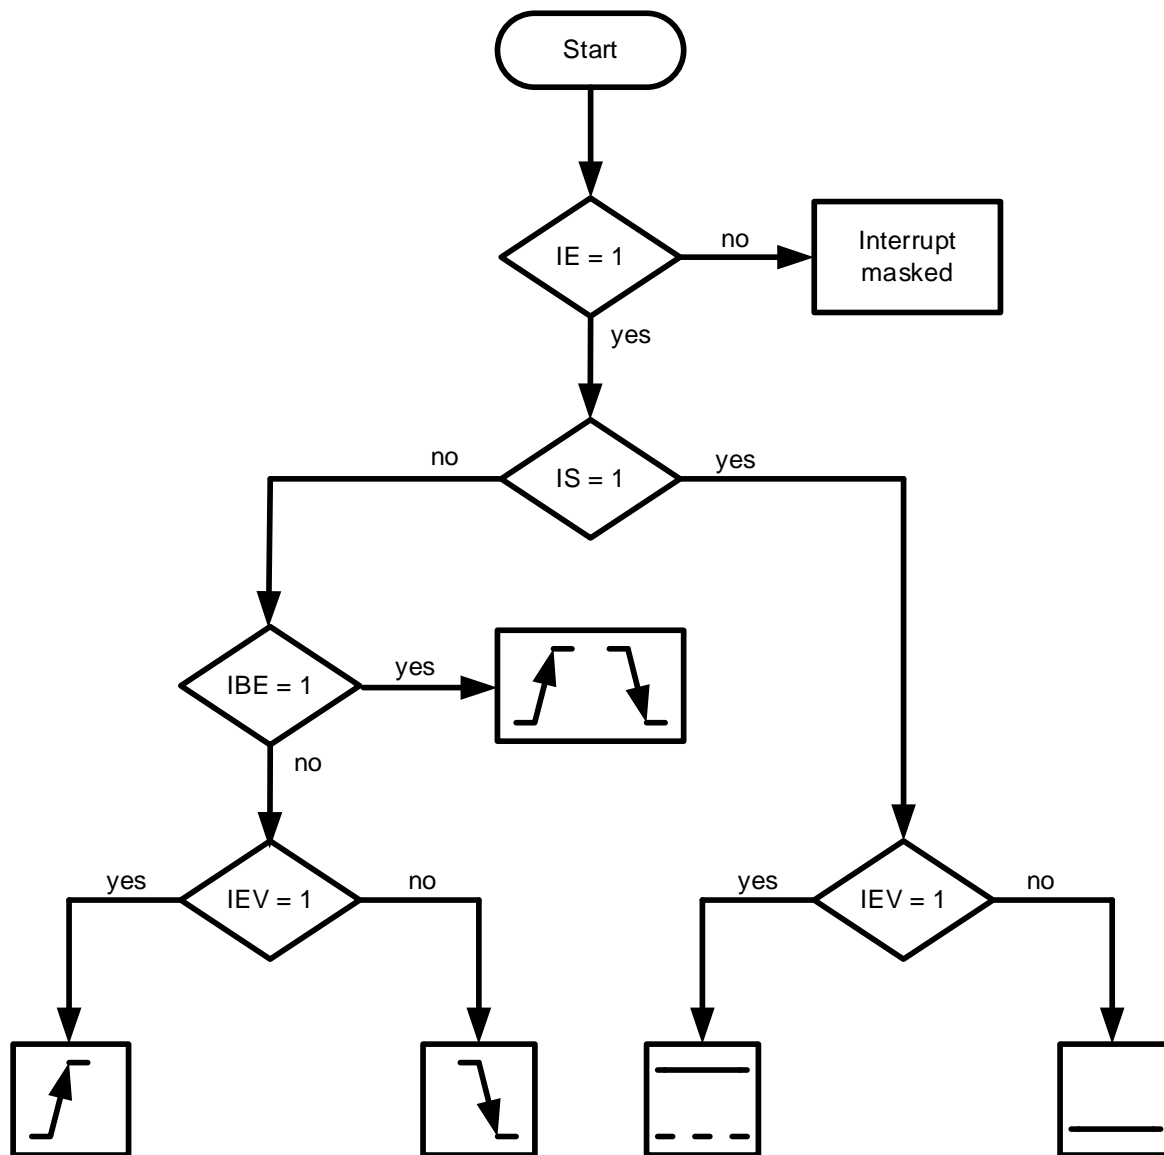 Start
IE = 1
no
Interrupt
masked
yes
no
IS = 1
yes
IBE = 1
yes
no
yes
IEV = 1
no
yes
IEV = 1
no